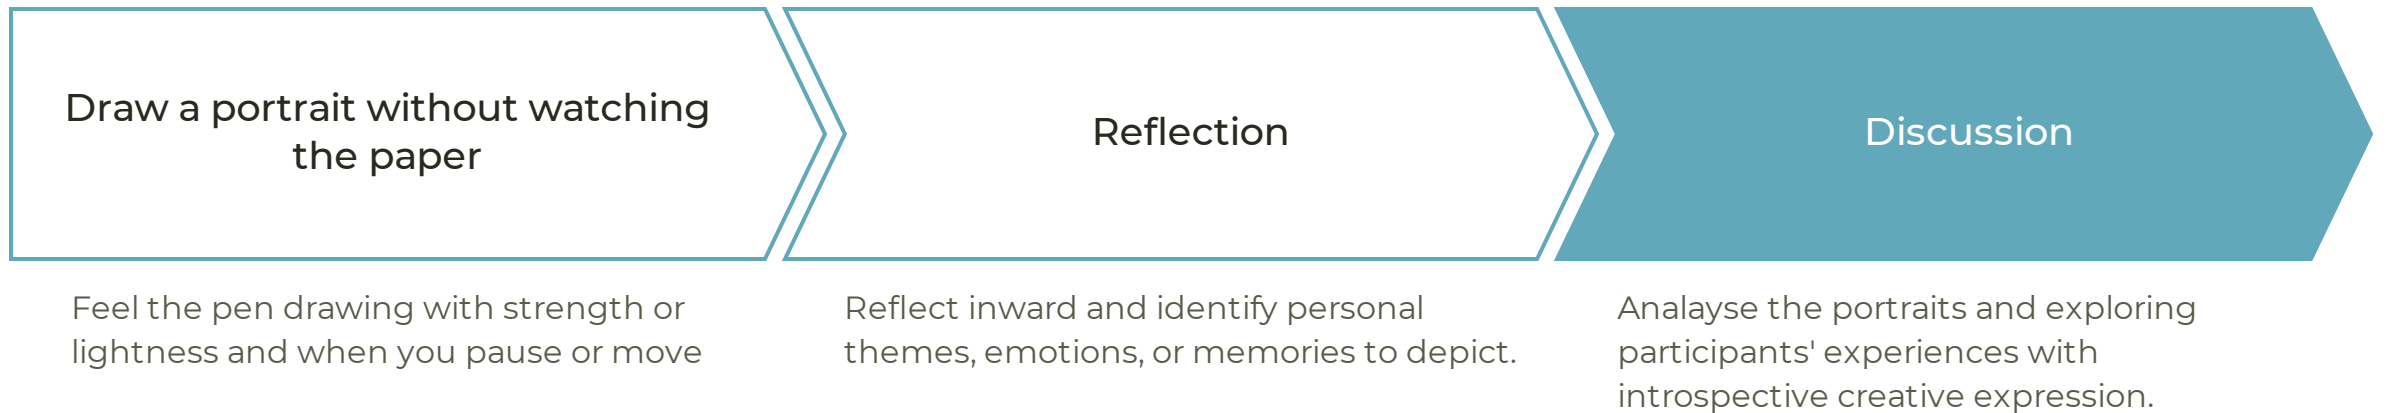 Draw a portrait without watching
the paper
Feel the pen drawing with strength or
lightness and when you pause or move
Reflection
Reflect inward and identify personal
themes, emotions, or memories to depict.
Discussion
Analayse the portraits and exploring
participants' experiences with
introspective creative expression.